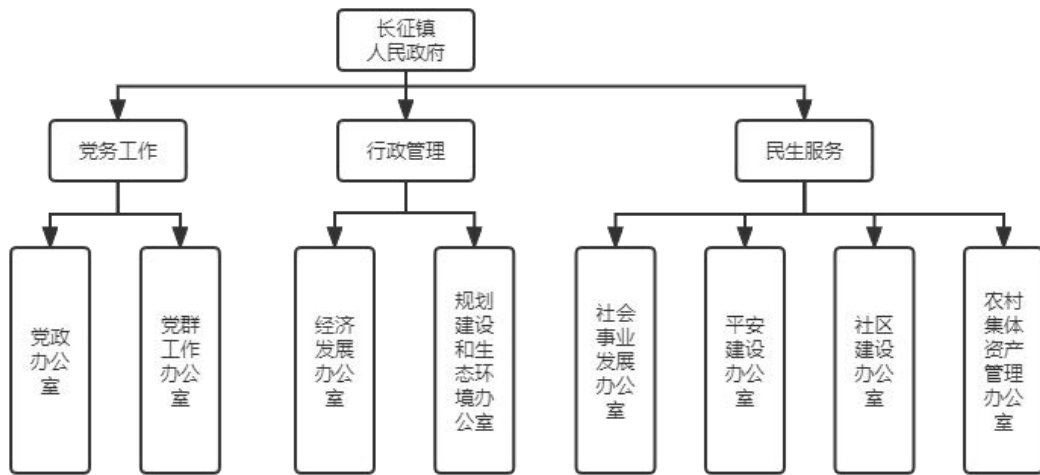 长征镇
人民政府
党务工作
行政管理
民生服务
党政
办公
室
党群
工作
办公
室
经济
发展
办公
室
规划
建设
和生
态环
境办
公室
社会
事业
发展
办公
室
平安
建设
办公
室
社区
建设
办公
室
农村
集体
资产
管理
办公
室